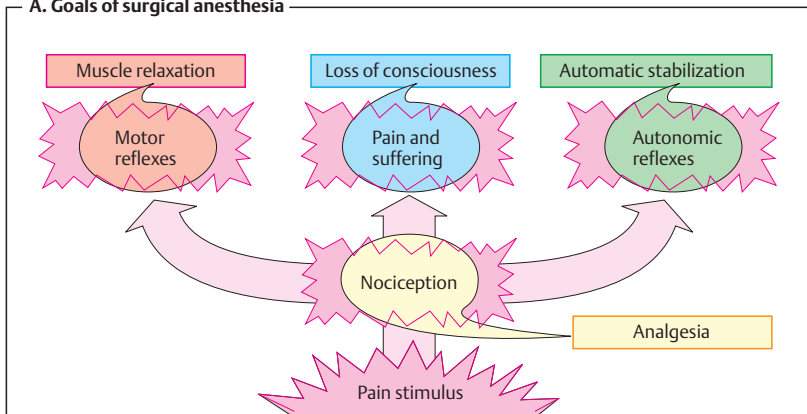 A. Goals of surgical anesthesia
Muscle relaxation
Loss of consciousness
Automatic stabilization
Motor
reflexes
Pain and
suffering
Autonomic
reflexes
Nociception
Analgesia
Pain stimulus